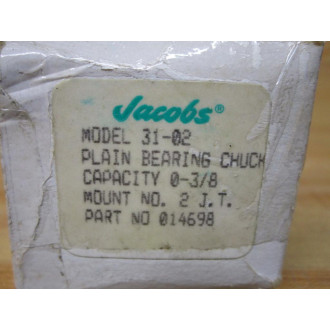 Jacobs®
MODEL 31-02
PLAIN BEARING CHUCK
CAPACITY 0-3/8
MOUNT NO. 2 J.T.
PART NO 014698